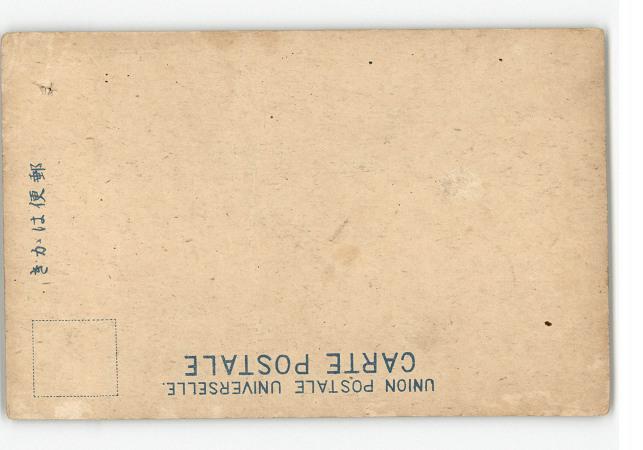 UNION POSTALE UNIVERSELLE.
CARTE POSTALE
郵便はかき